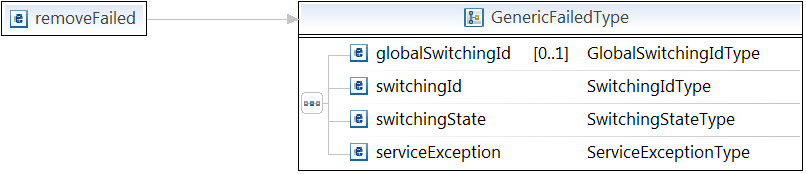 removeFailed
GenericFailedType
globalSwitchingId [0..1] GlobalSwitchingIdType
switchingId SwitchingIdType
switchingState SwitchingStateType
serviceException ServiceExceptionType